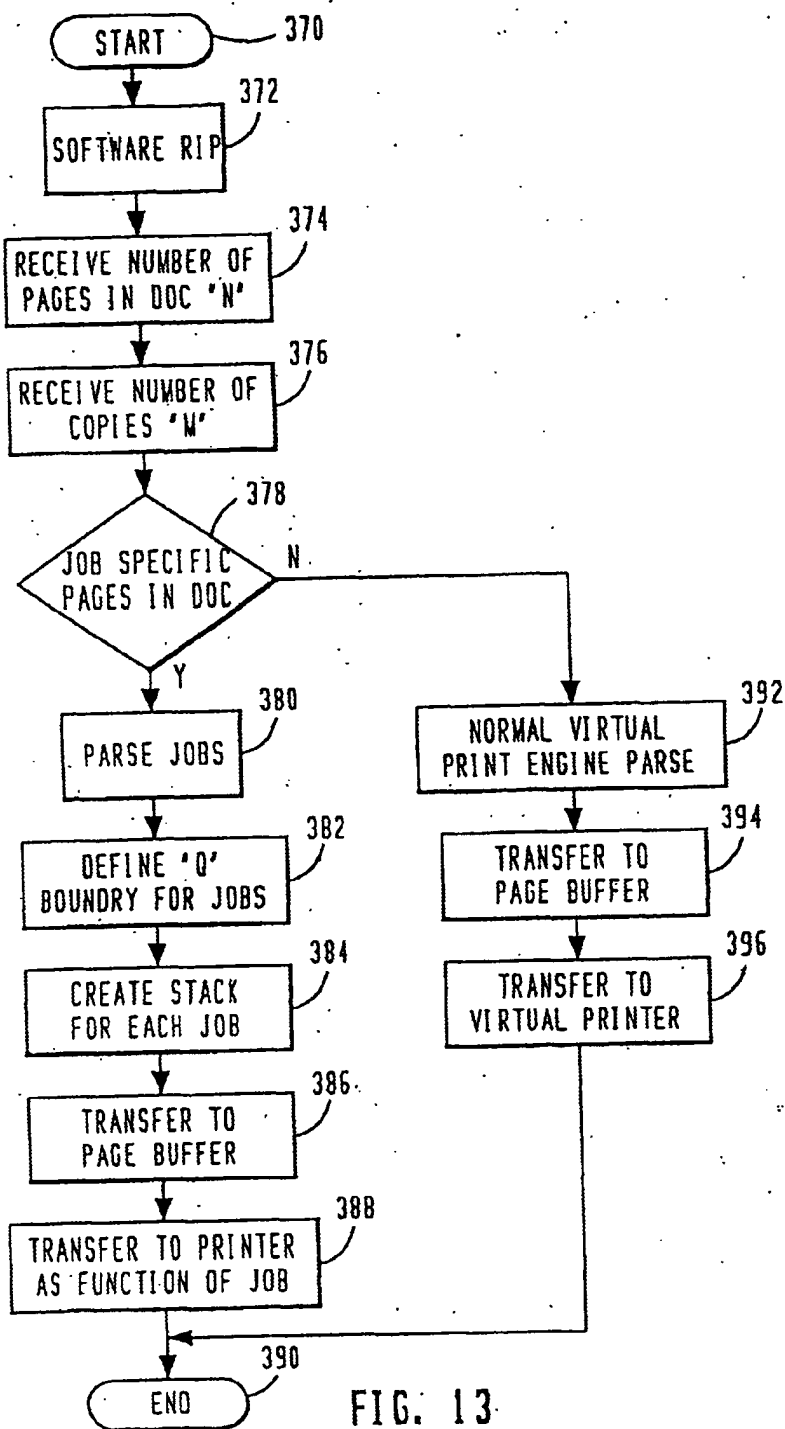 START
370
372
SOFTWARE RIP
374
RECEIVE NUMBER OF
PAGES IN DOC "N"
376
RECEIVE NUMBER OF
COPIES "M"
378
JOB SPECIFIC
PAGES IN DOC
N
Y
380
PARSE JOBS
392
NORMAL VIRTUAL
PRINT ENGINE PARSE
382
DEFINE "Q"
BOUNDRY FOR JOBS
394
TRANSFER TO
PAGE BUFFER
384
CREATE STACK
FOR EACH JOB
396
TRANSFER TO
VIRTUAL PRINTER
386
TRANSFER TO
PAGE BUFFER
388
TRANSFER TO PRINTER
AS FUNCTION OF JOB
390
END
FIG. 13